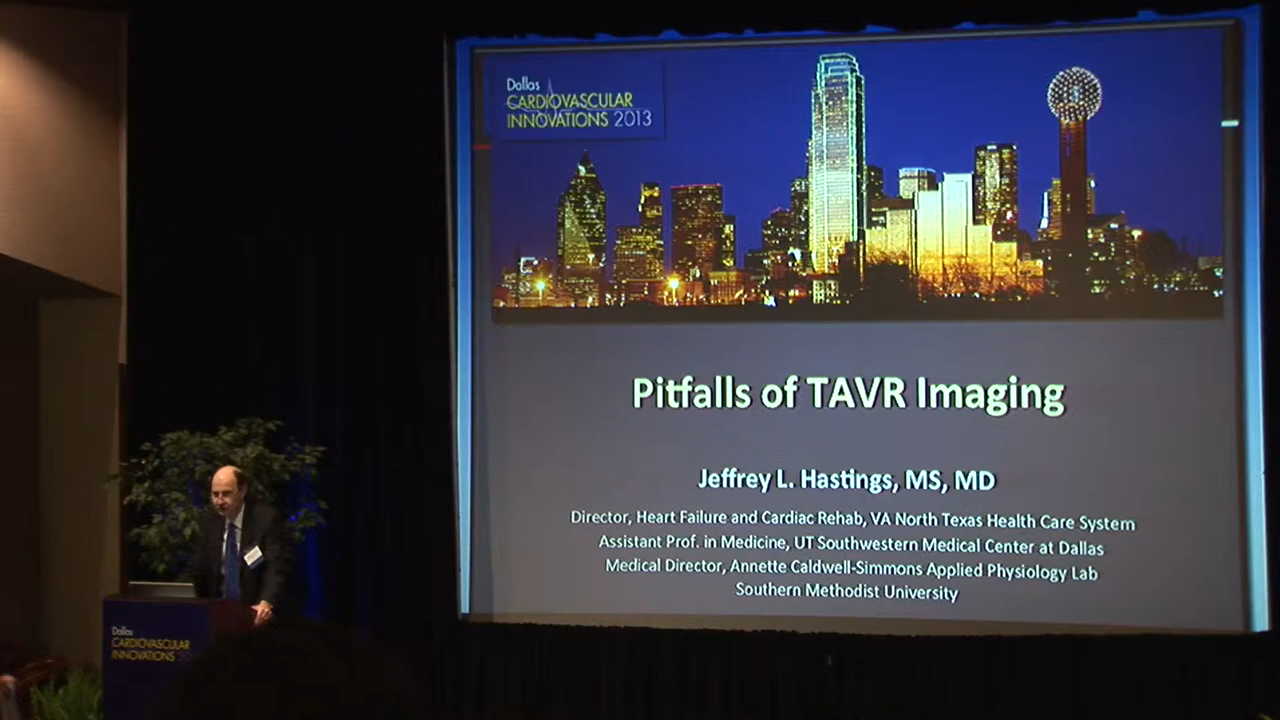 Dallas
CARDIOVASCULAR
INNOVATIONS 2013
Pitfalls of TAVR Imaging
Jeffrey L. Hastings, MS, MD
Director, Heart Failure and Cardiac Rehab, VA North Texas Health Care System
Assistant Prof. in Medicine, UT Southwestern Medical Center at Dallas
Medical Director, Annette Caldwell-Simmons Applied Physiology Lab
Southern Methodist University
Dallas
CARDIOVASCULAR
INNOVATIONS